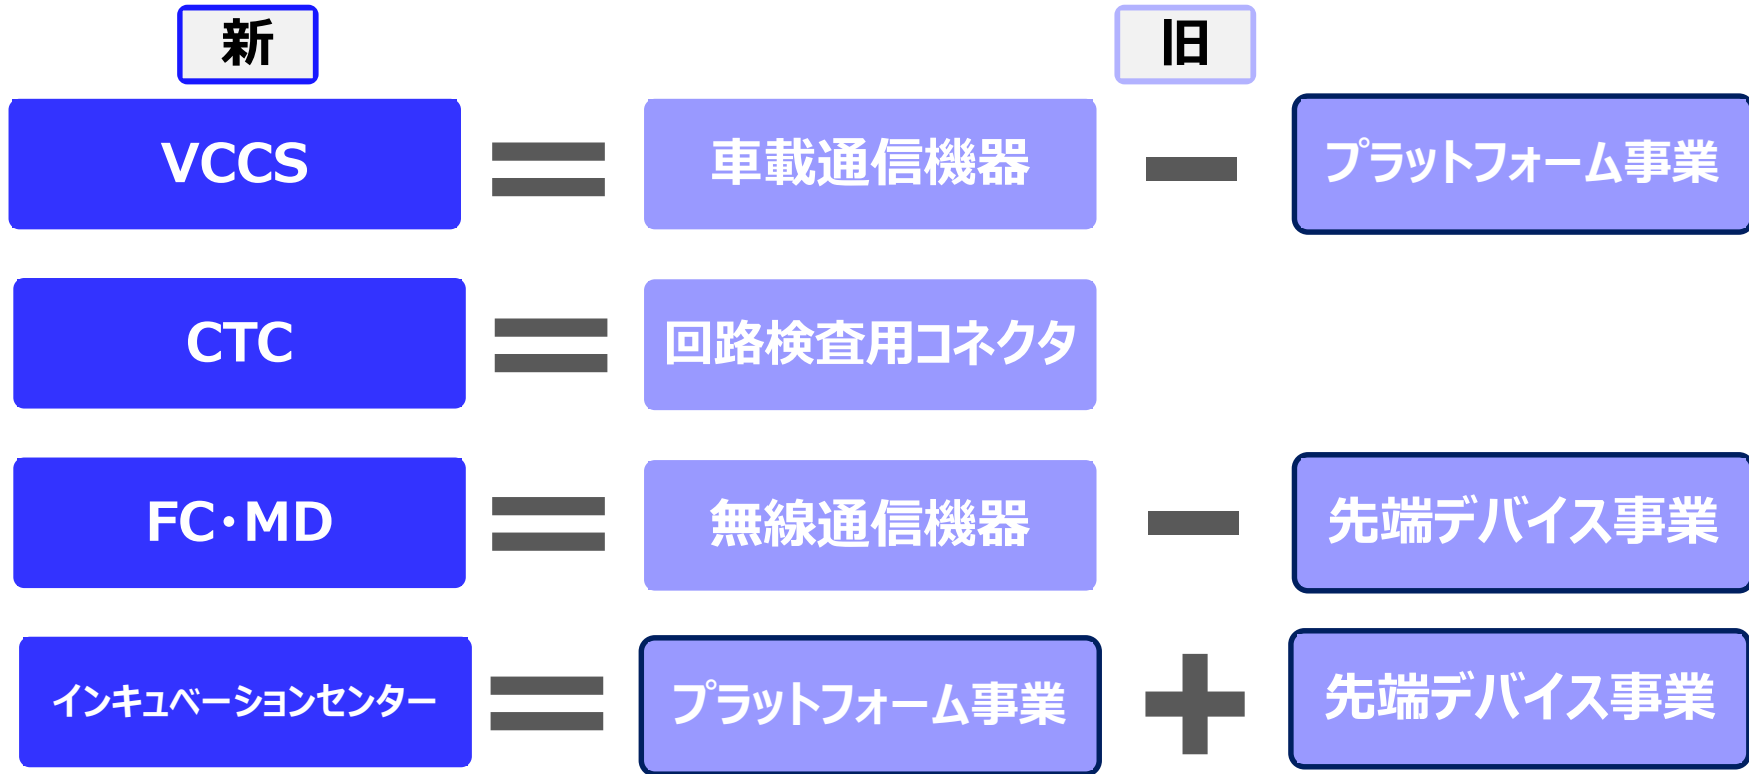 新 旧
VCCS = 車載通信機器 − プラットフォーム事業
CTC = 回路検査用コネクタ
FC・MD = 無線通信機器 − 先端デバイス事業
インキュベーションセンター = プラットフォーム事業 + 先端デバイス事業